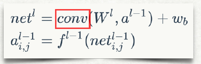 net^l = conv(W^l, a^{l-1}) + w_b
a^{l-1}_{i,j} = f^{l-1}(net^{l-1}_{i,j})